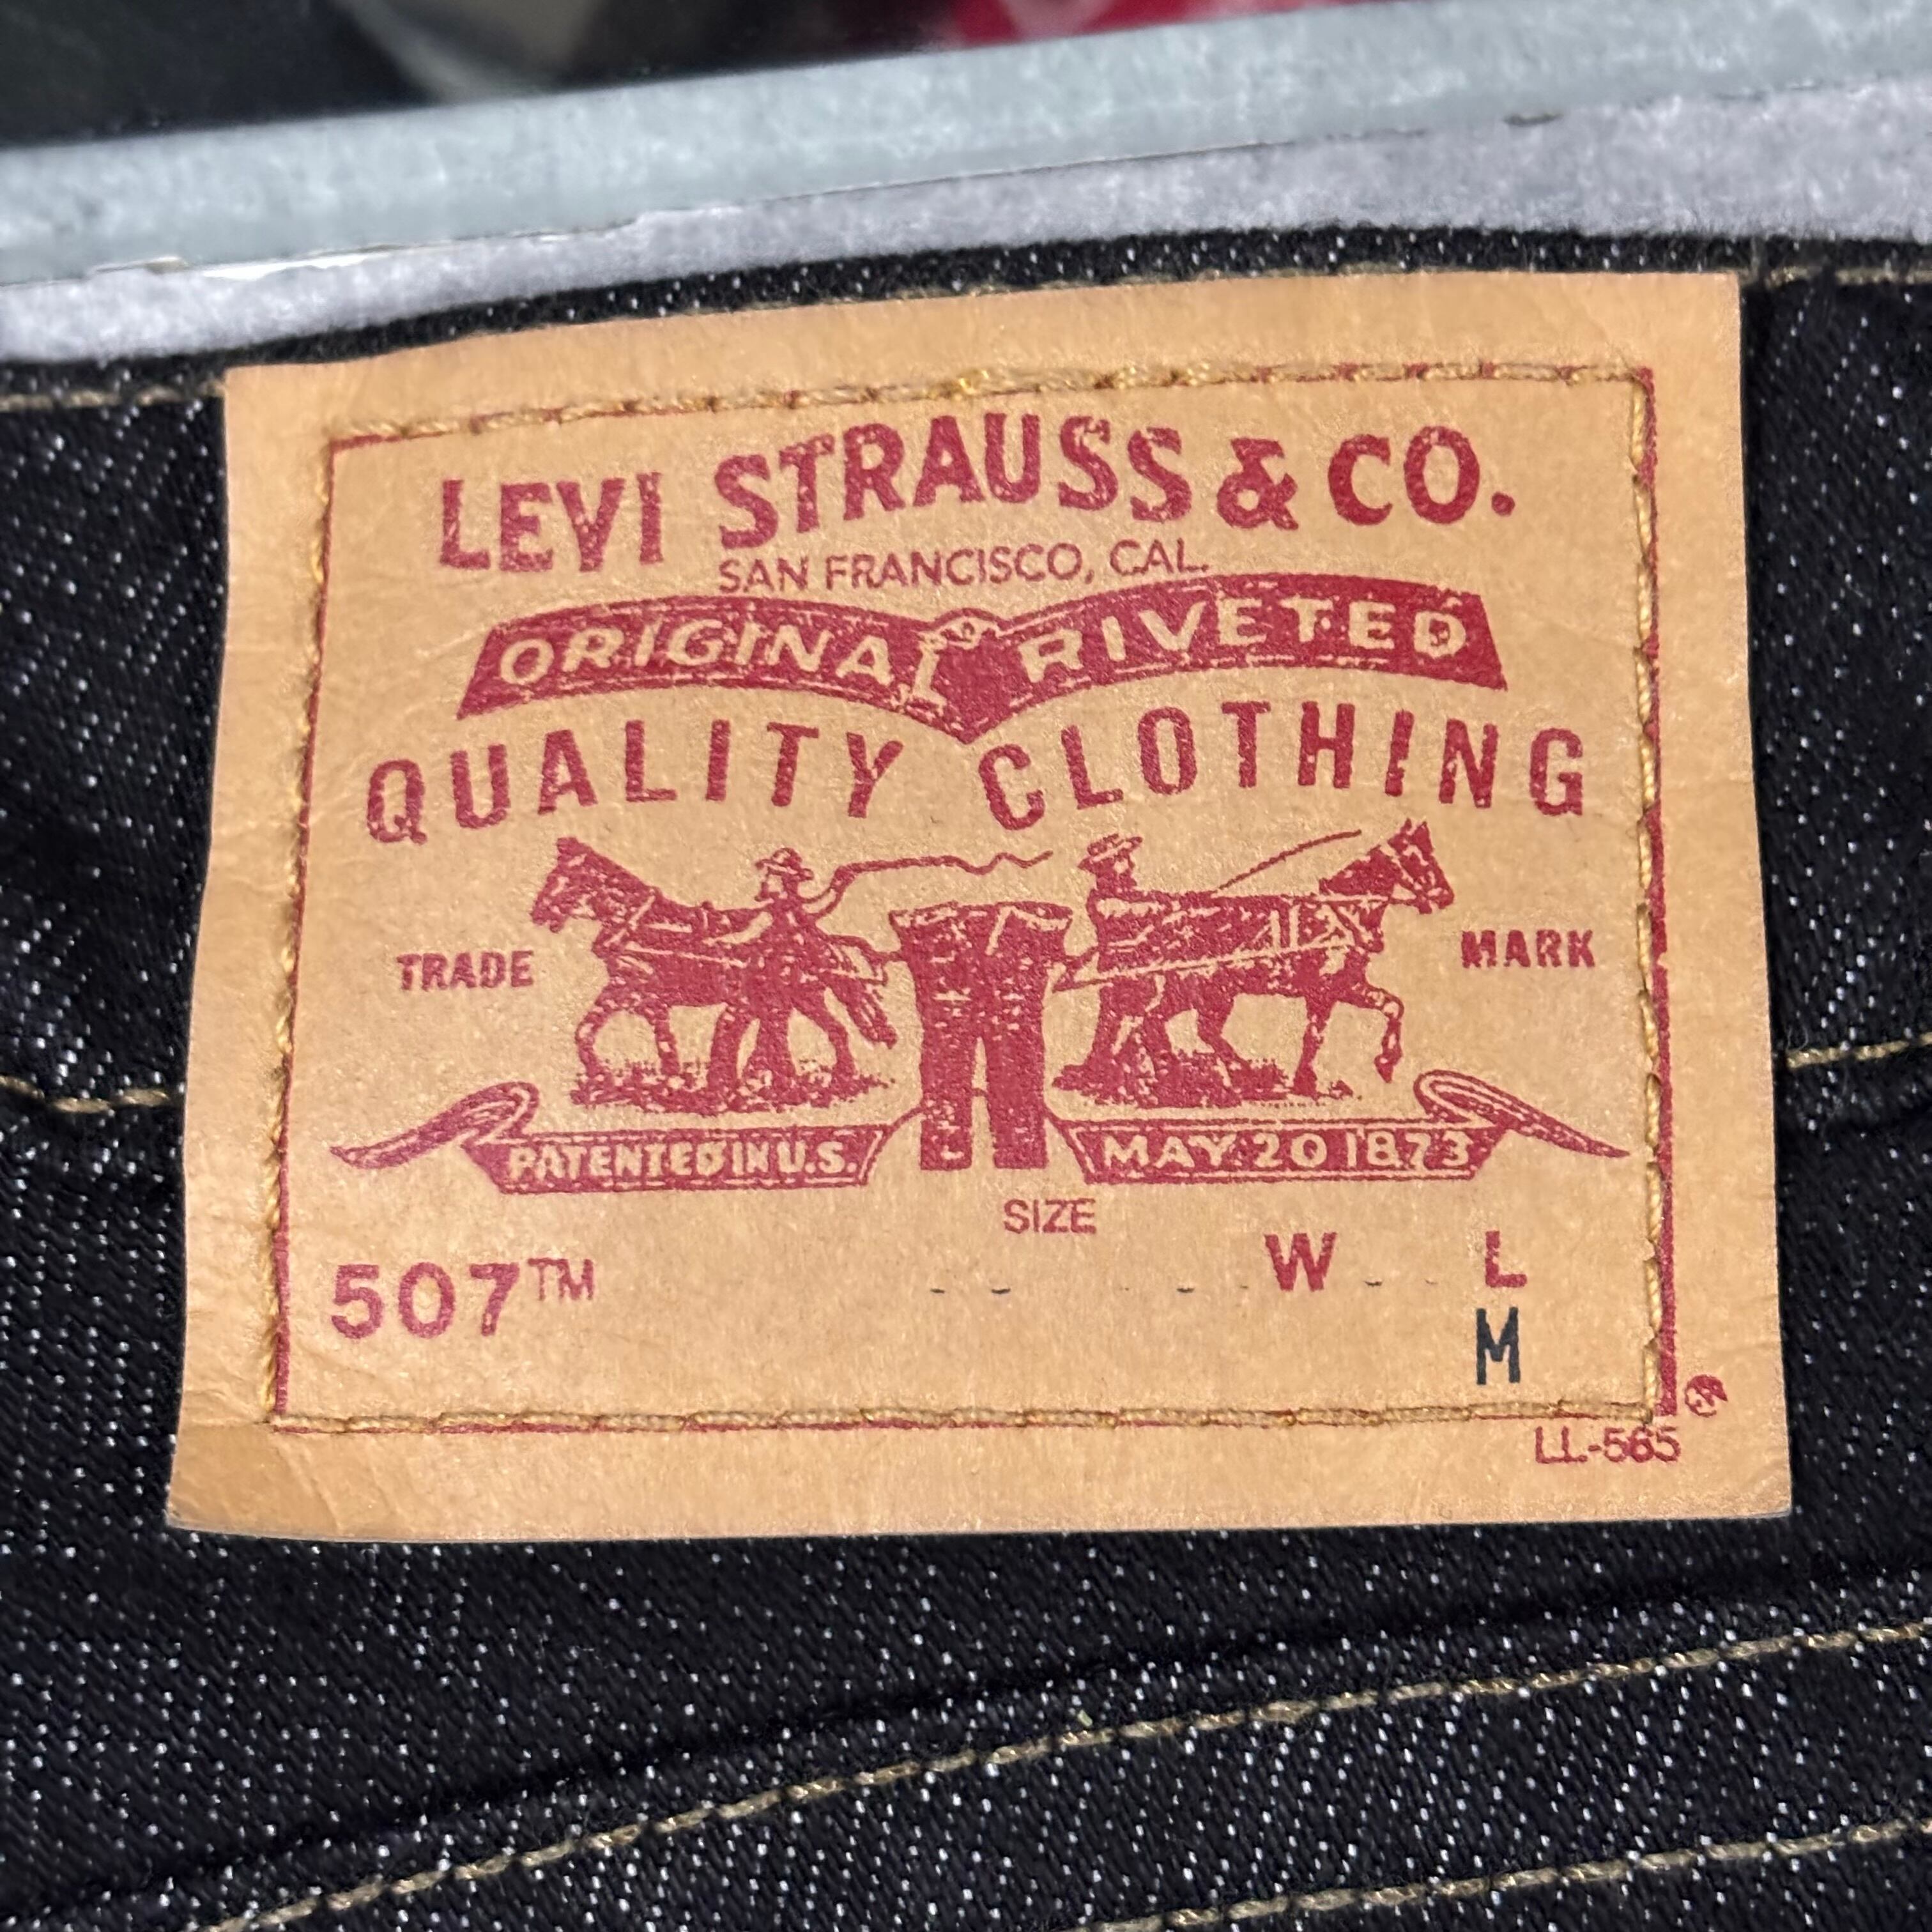 LEVI STRAUSS & CO.
SAN FRANCISCO, CAL.
ORIGINAL RIVETED
QUALITY CLOTHING
TRADE MARK
PATENTED IN U.S. MAY 20 1873
SIZE
507™ W L
M
®
LL-565